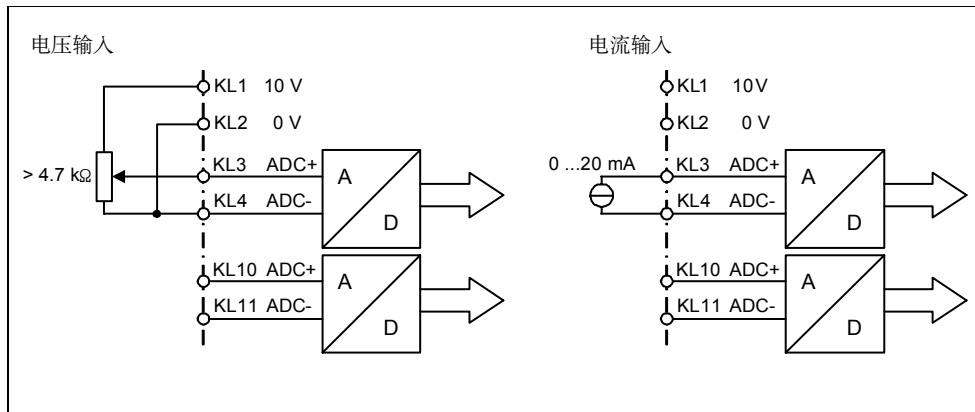 电压输入
KL1 10 V
KL2 0 V
> 4.7 kΩ
KL3 ADC+
A
KL4 ADC-
D
KL10 ADC+
A
KL11 ADC-
D
电流输入
KL1 10V
KL2 0 V
0 ...20 mA
KL3 ADC+
A
KL4 ADC-
D
KL10 ADC+
A
KL11 ADC-
D